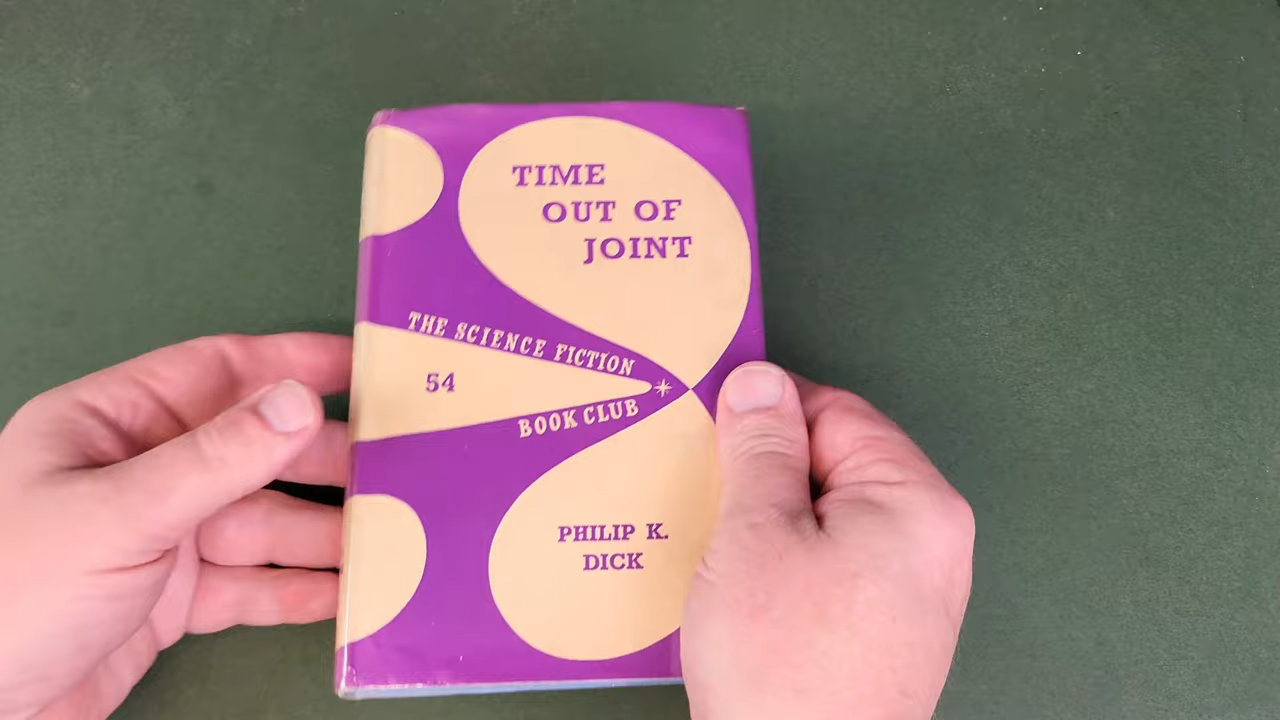 TIME
OUT OF
JOINT
THE SCIENCE FICTION
54
BOOK CLUB
PHILIP K.
DICK